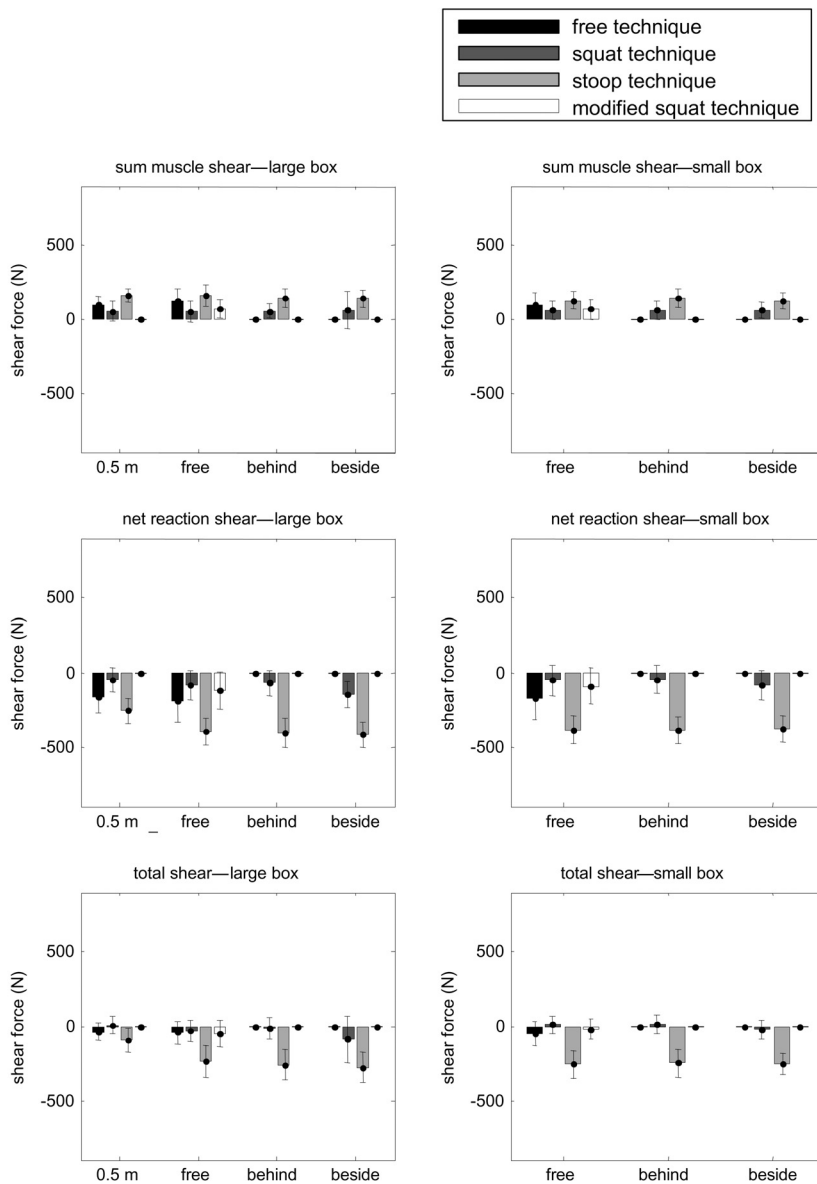 free technique
squat technique
stoop technique
modified squat technique
sum muscle shear—large box
shear force (N)
500
0
-500
0.5 m free behind beside
sum muscle shear—small box
shear force (N)
500
0
-500
free behind beside
net reaction shear—large box
shear force (N)
500
0
-500
0.5 m free behind beside
net reaction shear—small box
shear force (N)
500
0
-500
free behind beside
total shear—large box
shear force (N)
500
0
-500
0.5 m free behind beside
total shear—small box
shear force (N)
500
0
-500
free behind beside